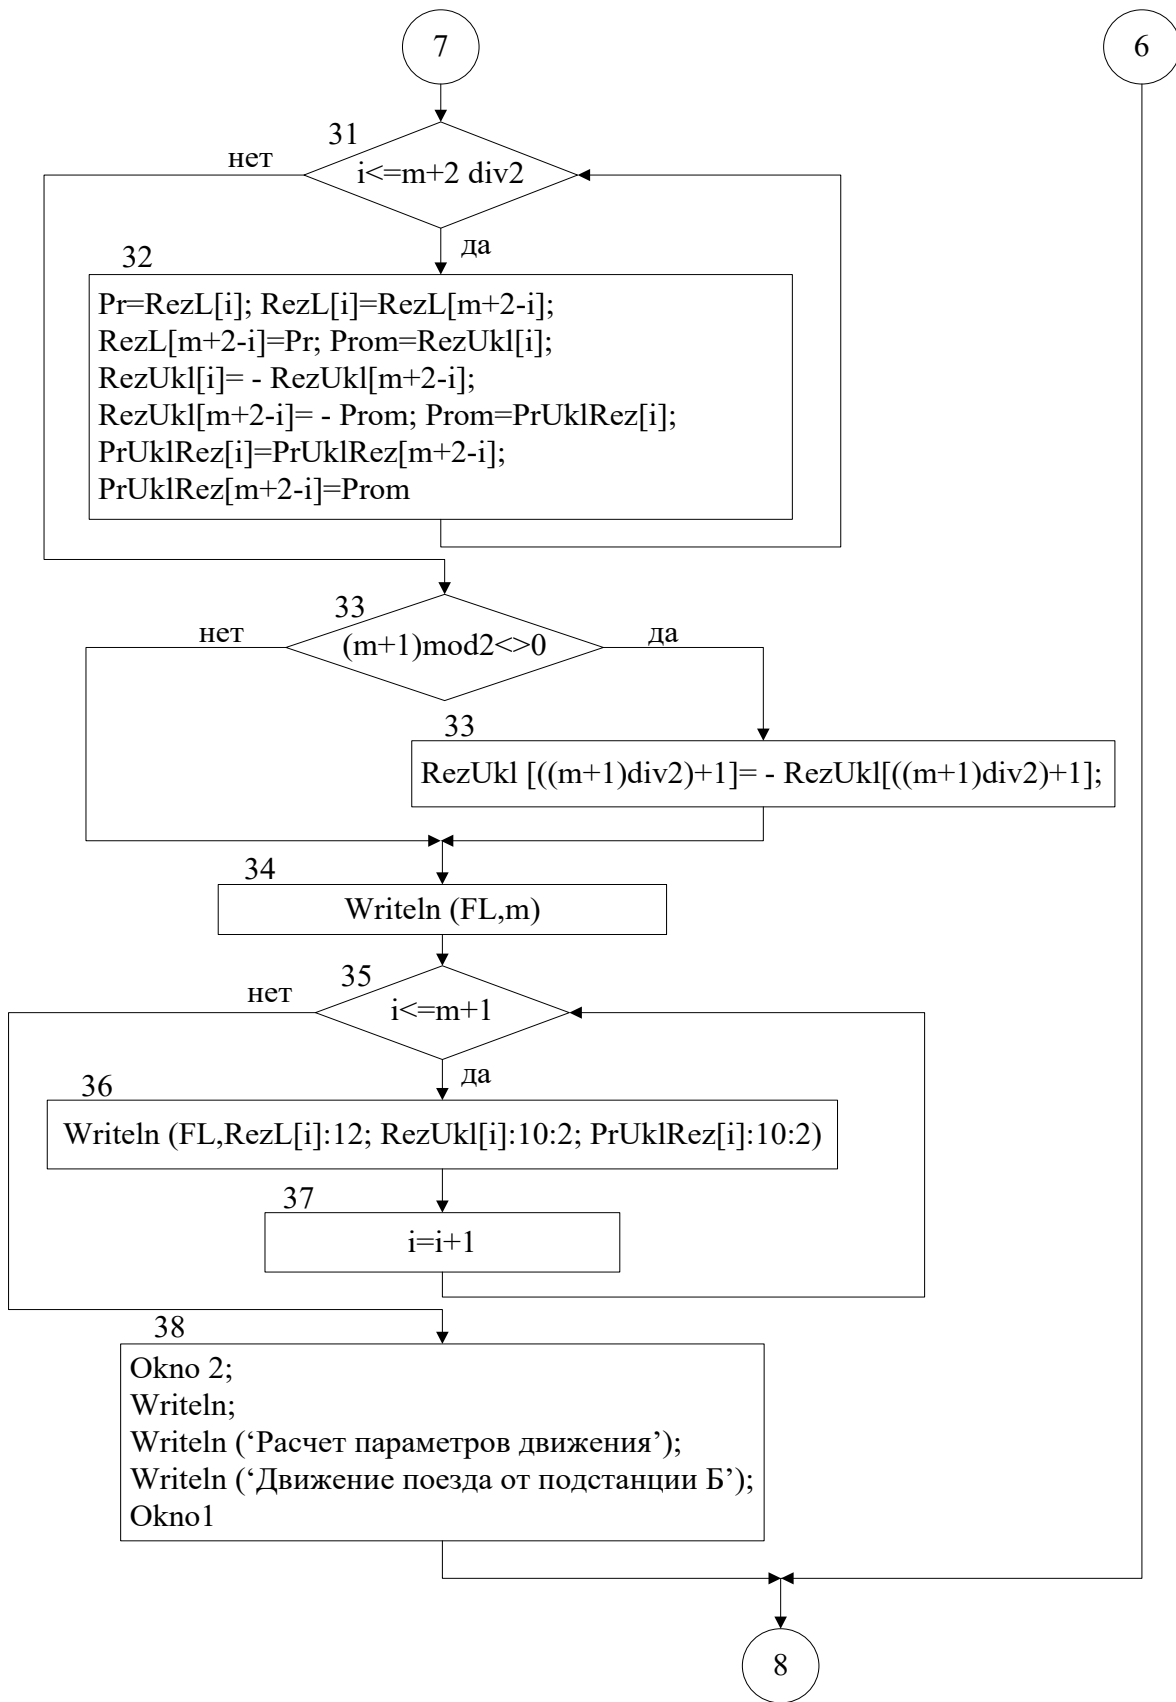 7
6
31
нет
i<=m+2 div2
да
32
Pr=RezL[i]; RezL[i]=RezL[m+2-i];
RezL[m+2-i]=Pr; Prom=RezUkl[i];
RezUkl[i]= - RezUkl[m+2-i];
RezUkl[m+2-i]= - Prom; Prom=PrUklRez[i];
PrUklRez[i]=PrUklRez[m+2-i];
PrUklRez[m+2-i]=Prom
33
нет
(m+1)mod2<>0
да
33
RezUkl [((m+1)div2)+1]= - RezUkl[((m+1)div2)+1];
34
Writeln (FL,m)
35
нет
i<=m+1
да
36
Writeln (FL,RezL[i]:12; RezUkl[i]:10:2; PrUklRez[i]:10:2)
37
i=i+1
38
Okno 2;
Writeln;
Writeln (‘Расчет параметров движения’);
Writeln (‘Движение поезда от подстанции Б’);
Okno1
8